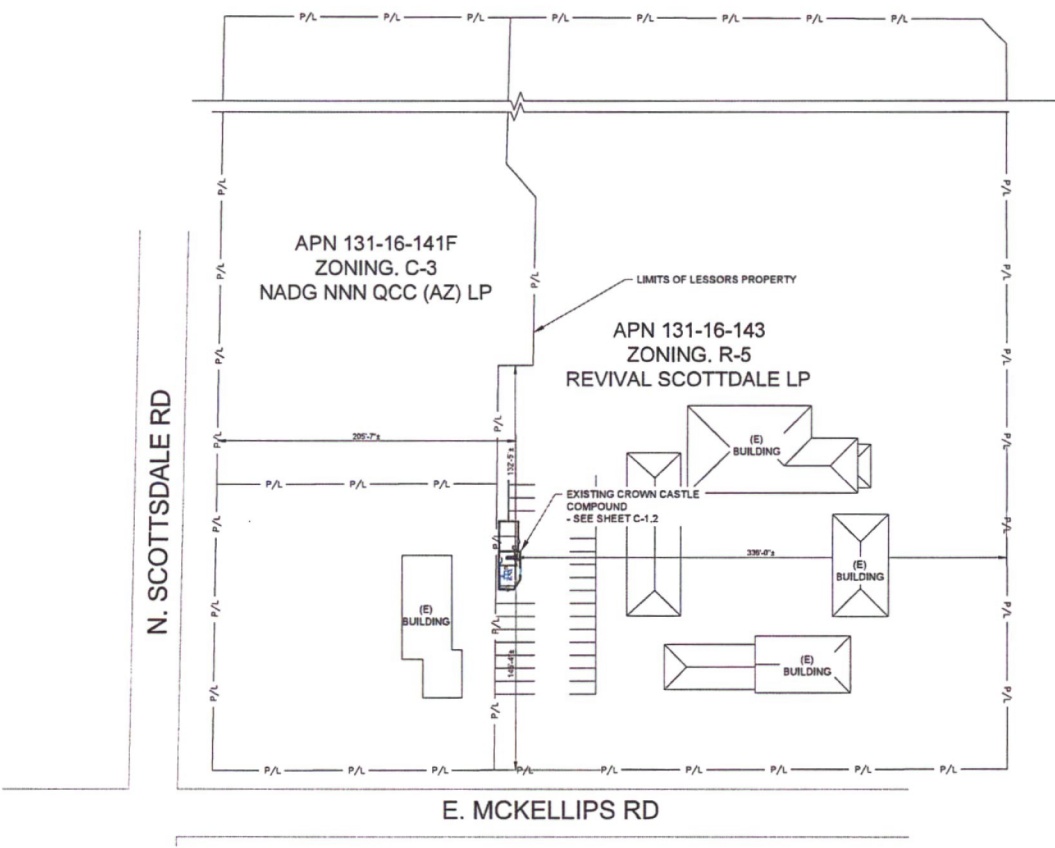 P/L P/L P/L P/L P/L P/L P/L
P/L
P/L
P/L
APN 131-16-141F
ZONING. C-3
NADG NNN QCC (AZ) LP
P/L
P/L
P/L
LIMITS OF LESSORS PROPERTY
APN 131-16-143
ZONING. R-5
REVIVAL SCOTTDALE LP
P/L
P/L
N. SCOTTSDALE RD
P/L
205'-7"±
P/L
132'-5"±
(E)
BUILDING
P/L
P/L P/L P/L
EXISTING CROWN CASTLE
COMPOUND
- SEE SHEET C-1.2
P/L
P/L
336'-0"±
(E)
BUILDING
P/L
P/L
(E)
BUILDING
P/L
P/L
(E)
BUILDING
P/L
P/L
P/L
P/L P/L P/L P/L P/L P/L P/L P/L P/L
E. MCKELLIPS RD